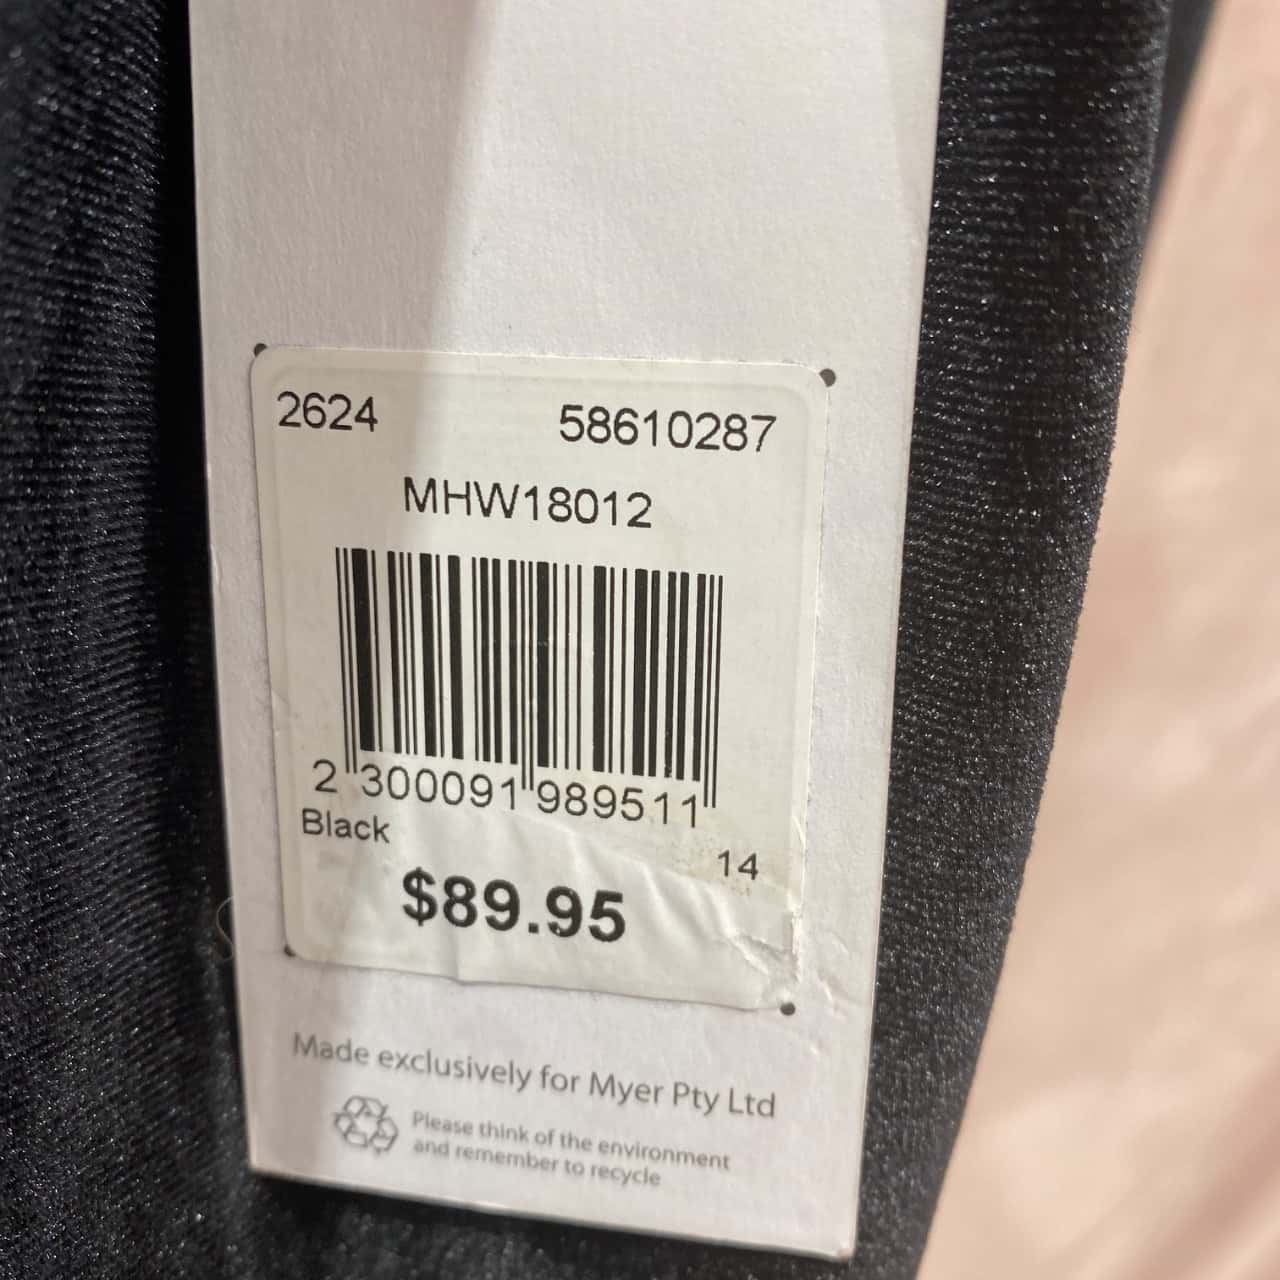 2624 58610287
MHW18012
2 300091 989511
Black
14
$89.95
Made exclusively for Myer Pty Ltd
Please think of the environment
and remember to recycle